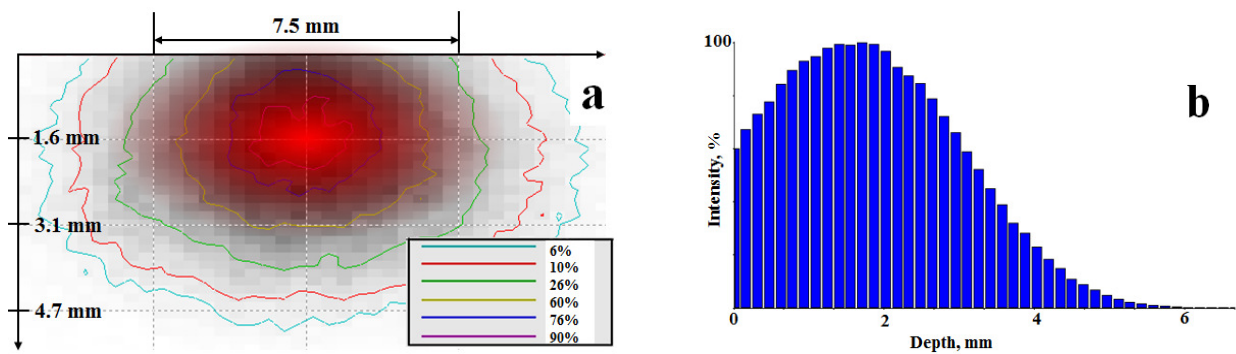 7.5 mm
a
1.6 mm
3.1 mm
4.7 mm
6%
10%
26%
60%
76%
90%
b
100
Intensity, %
0
2
4
6
Depth, mm